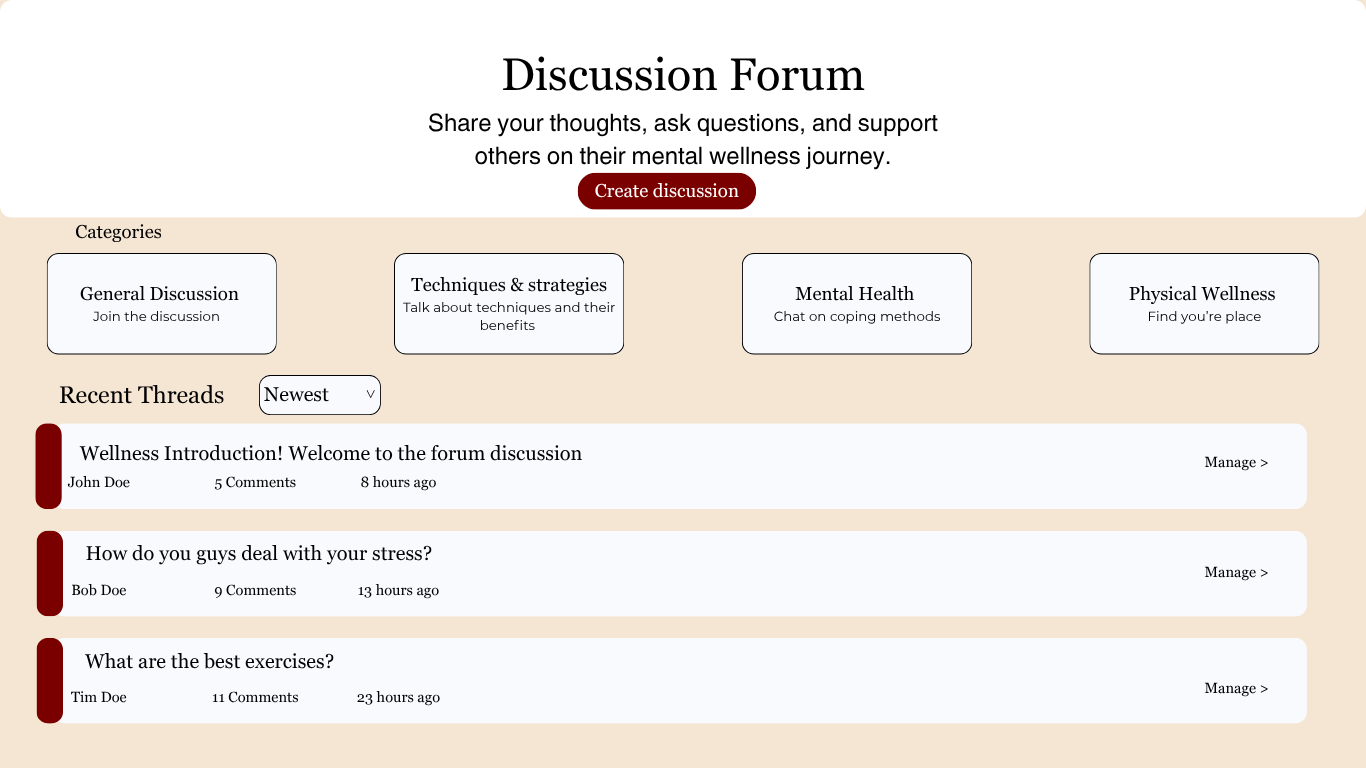 Discussion Forum
Share your thoughts, ask questions, and support
others on their mental wellness journey.
Create discussion
Categories
General Discussion
Join the discussion
Techniques & strategies
Talk about techniques and their
benefits
Mental Health
Chat on coping methods
Physical Wellness
Find you're place
Recent Threads
Newest
Wellness Introduction! Welcome to the forum discussion
John Doe 5 Comments 8 hours ago
Manage >
How do you guys deal with your stress?
Bob Doe 9 Comments 13 hours ago
Manage >
What are the best exercises?
Tim Doe 11 Comments 23 hours ago
Manage >